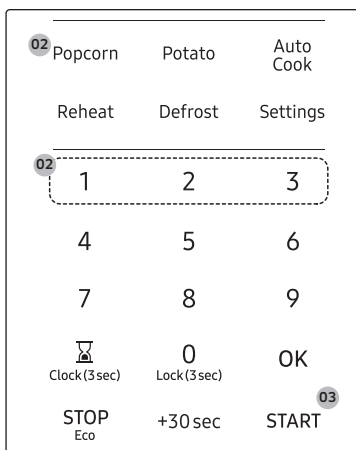 02
Popcorn Potato Auto Cook
Reheat Defrost Settings
02
1 2 3
4 5 6
7 8 9
0 OK
Clock(3 sec) Lock(3 sec)
03
STOP +30 sec START
Eco